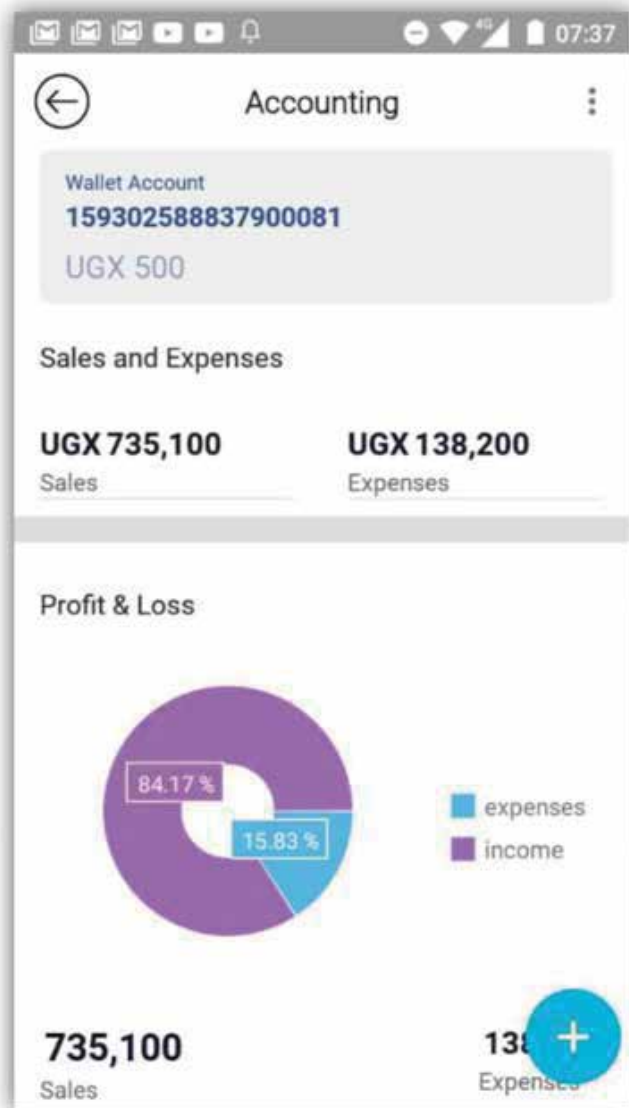 4G 07:37
Accounting
Wallet Account
159302588837900081
UGX 500
Sales and Expenses
UGX 735,100 UGX 138,200
Sales Expenses
Profit & Loss
84.17 %
15.83 %
expenses
income
735,100
Sales